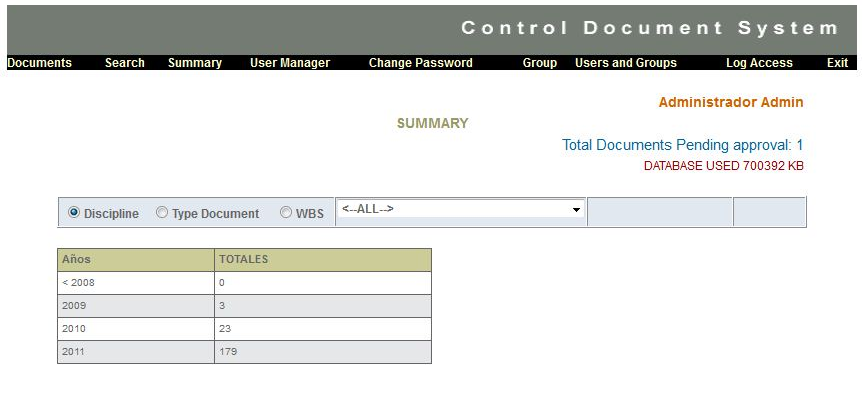 Control Document System
Documents Search Summary User Manager Change Password Group Users and Groups Log Access Exit
Administrador Admin
SUMMARY
Total Documents Pending approval: 1
DATABASE USED 700392 KB
Discipline Type Document WBS <--ALL-->
Años TOTALES
< 2008 0
2009 3
2010 23
2011 179